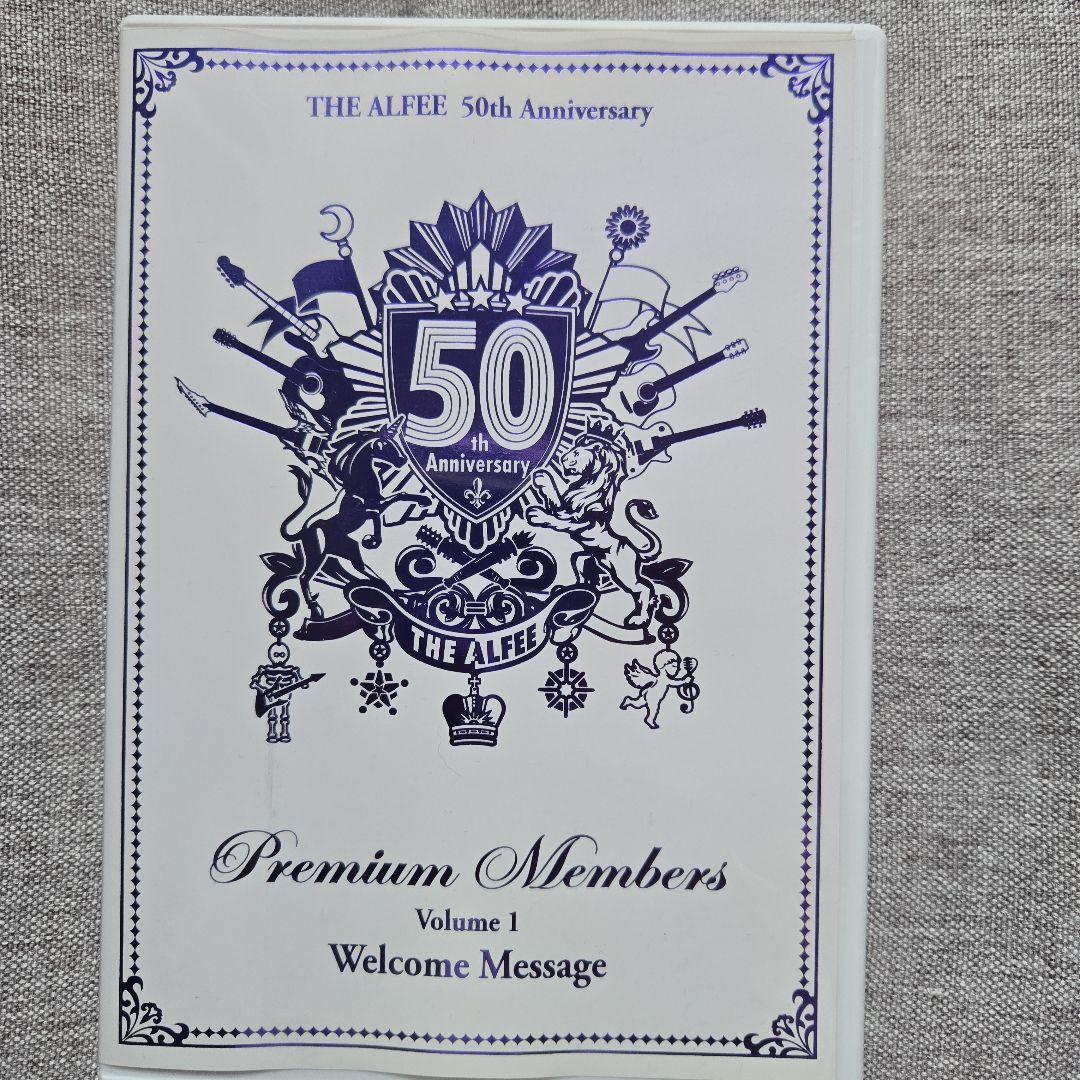 THE ALFEE 50th Anniversary
50
th
Anniversary
THE ALFEE
Premium Members
Volume 1
Welcome Message